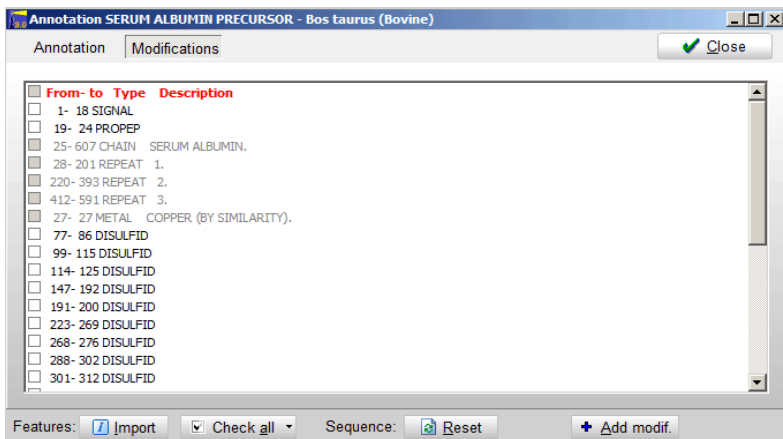 Annotation SERUM ALBUMIN PRECURSOR - Bos taurus (Bovine)
Annotation Modifications Close
From- to Type Description
1- 18 SIGNAL
19- 24 PROPEP
25- 607 CHAIN SERUM ALBUMIN.
28- 201 REPEAT 1.
220- 393 REPEAT 2.
412- 591 REPEAT 3.
27- 27 METAL COPPER (BY SIMILARITY).
77- 86 DISULFID
99- 115 DISULFID
114- 125 DISULFID
147- 192 DISULFID
191- 200 DISULFID
223- 269 DISULFID
268- 276 DISULFID
288- 302 DISULFID
301- 312 DISULFID
Features: Import Check all Sequence: Reset Add modif.